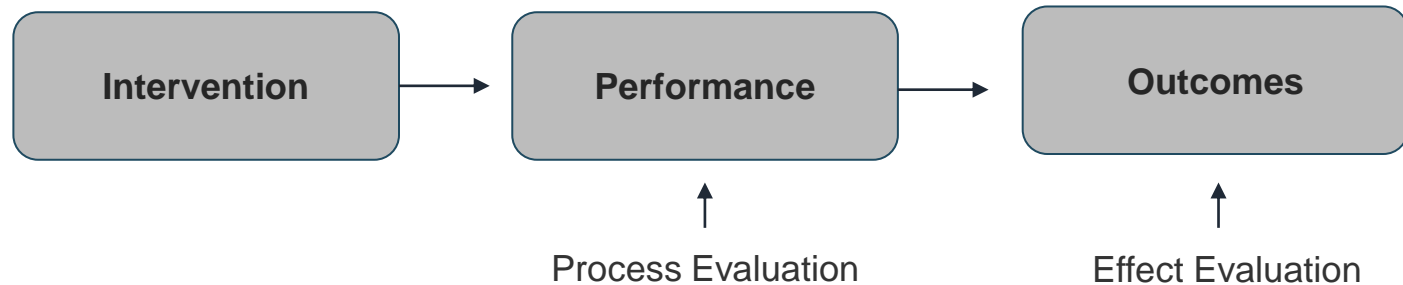 Intervention
Performance
Outcomes
Process Evaluation
Effect Evaluation